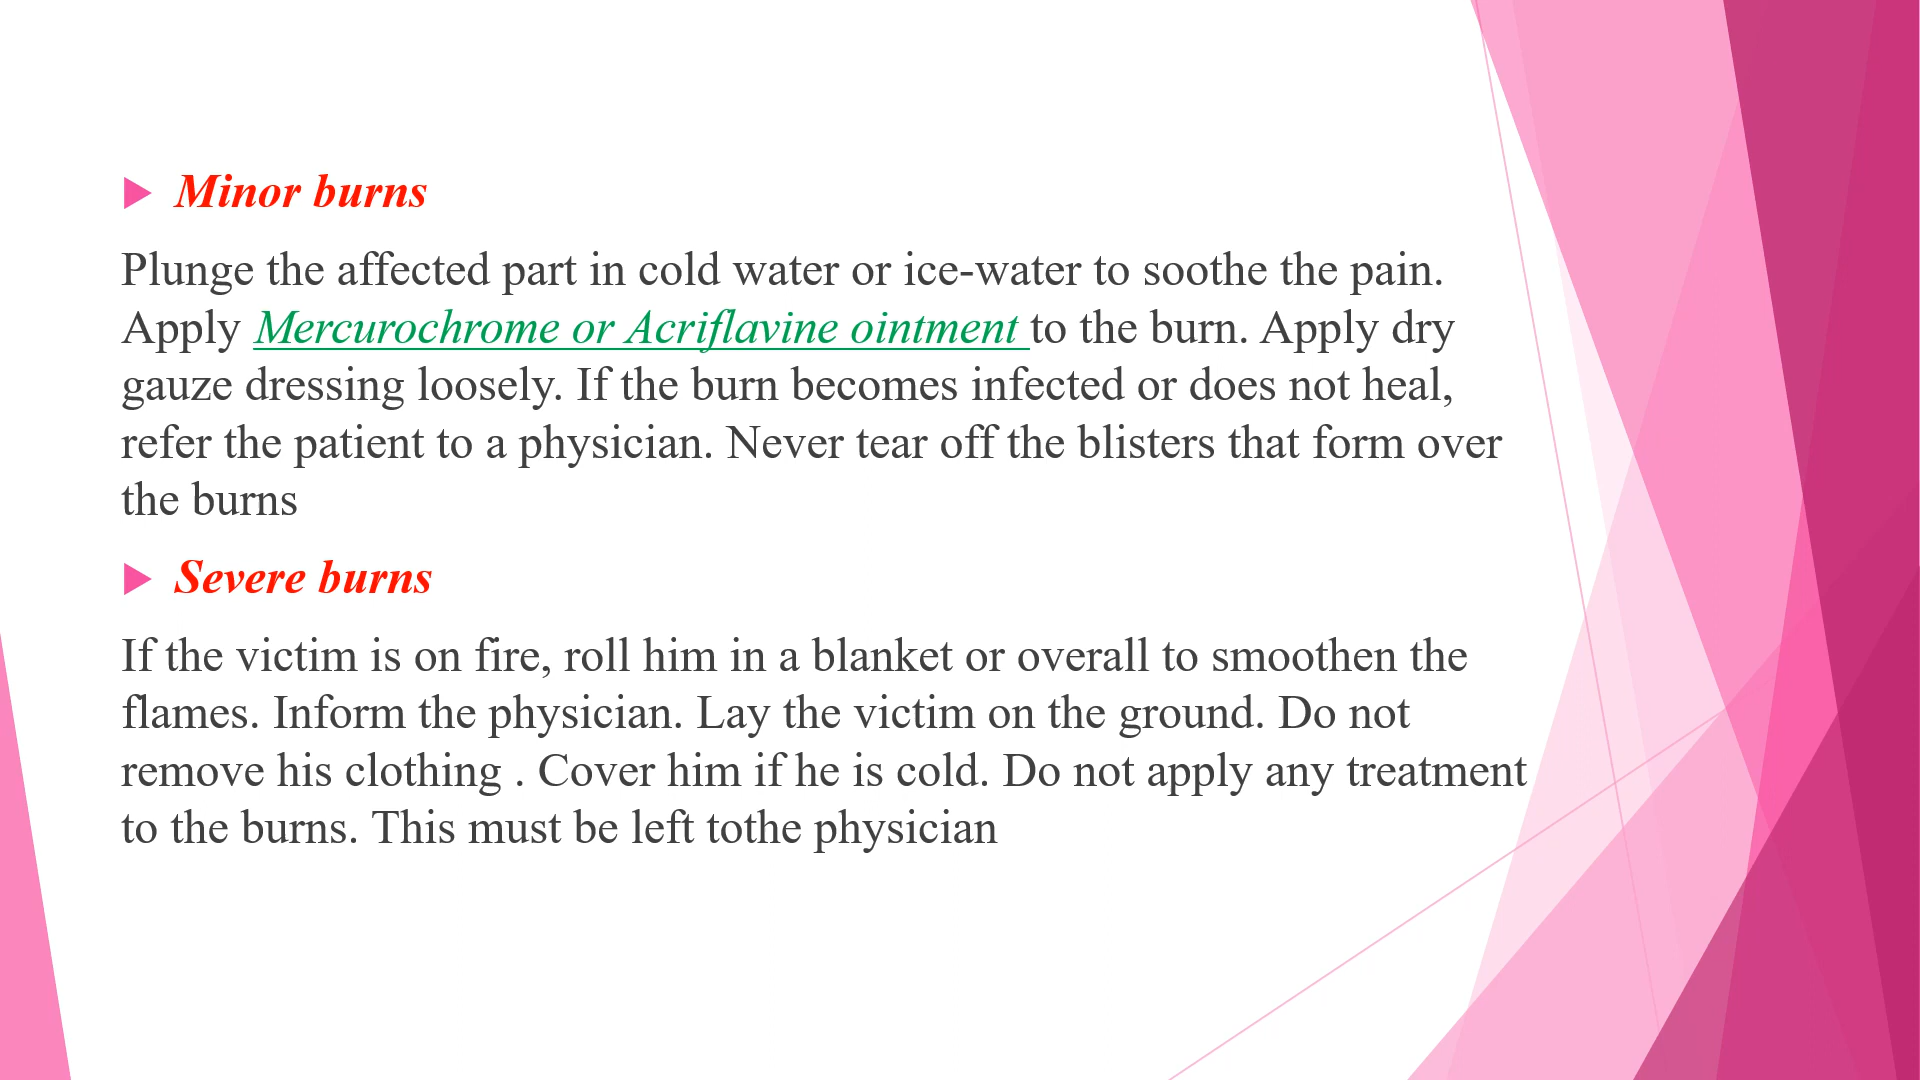 Minor burns
Plunge the affected part in cold water or ice-water to soothe the pain.
Apply Mercurochrome or Acriflavine ointment to the burn. Apply dry
gauze dressing loosely. If the burn becomes infected or does not heal,
refer the patient to a physician. Never tear off the blisters that form over
the burns
Severe burns
If the victim is on fire, roll him in a blanket or overall to smoothen the
flames. Inform the physician. Lay the victim on the ground. Do not
remove his clothing . Cover him if he is cold. Do not apply any treatment
to the burns. This must be left tothe physician